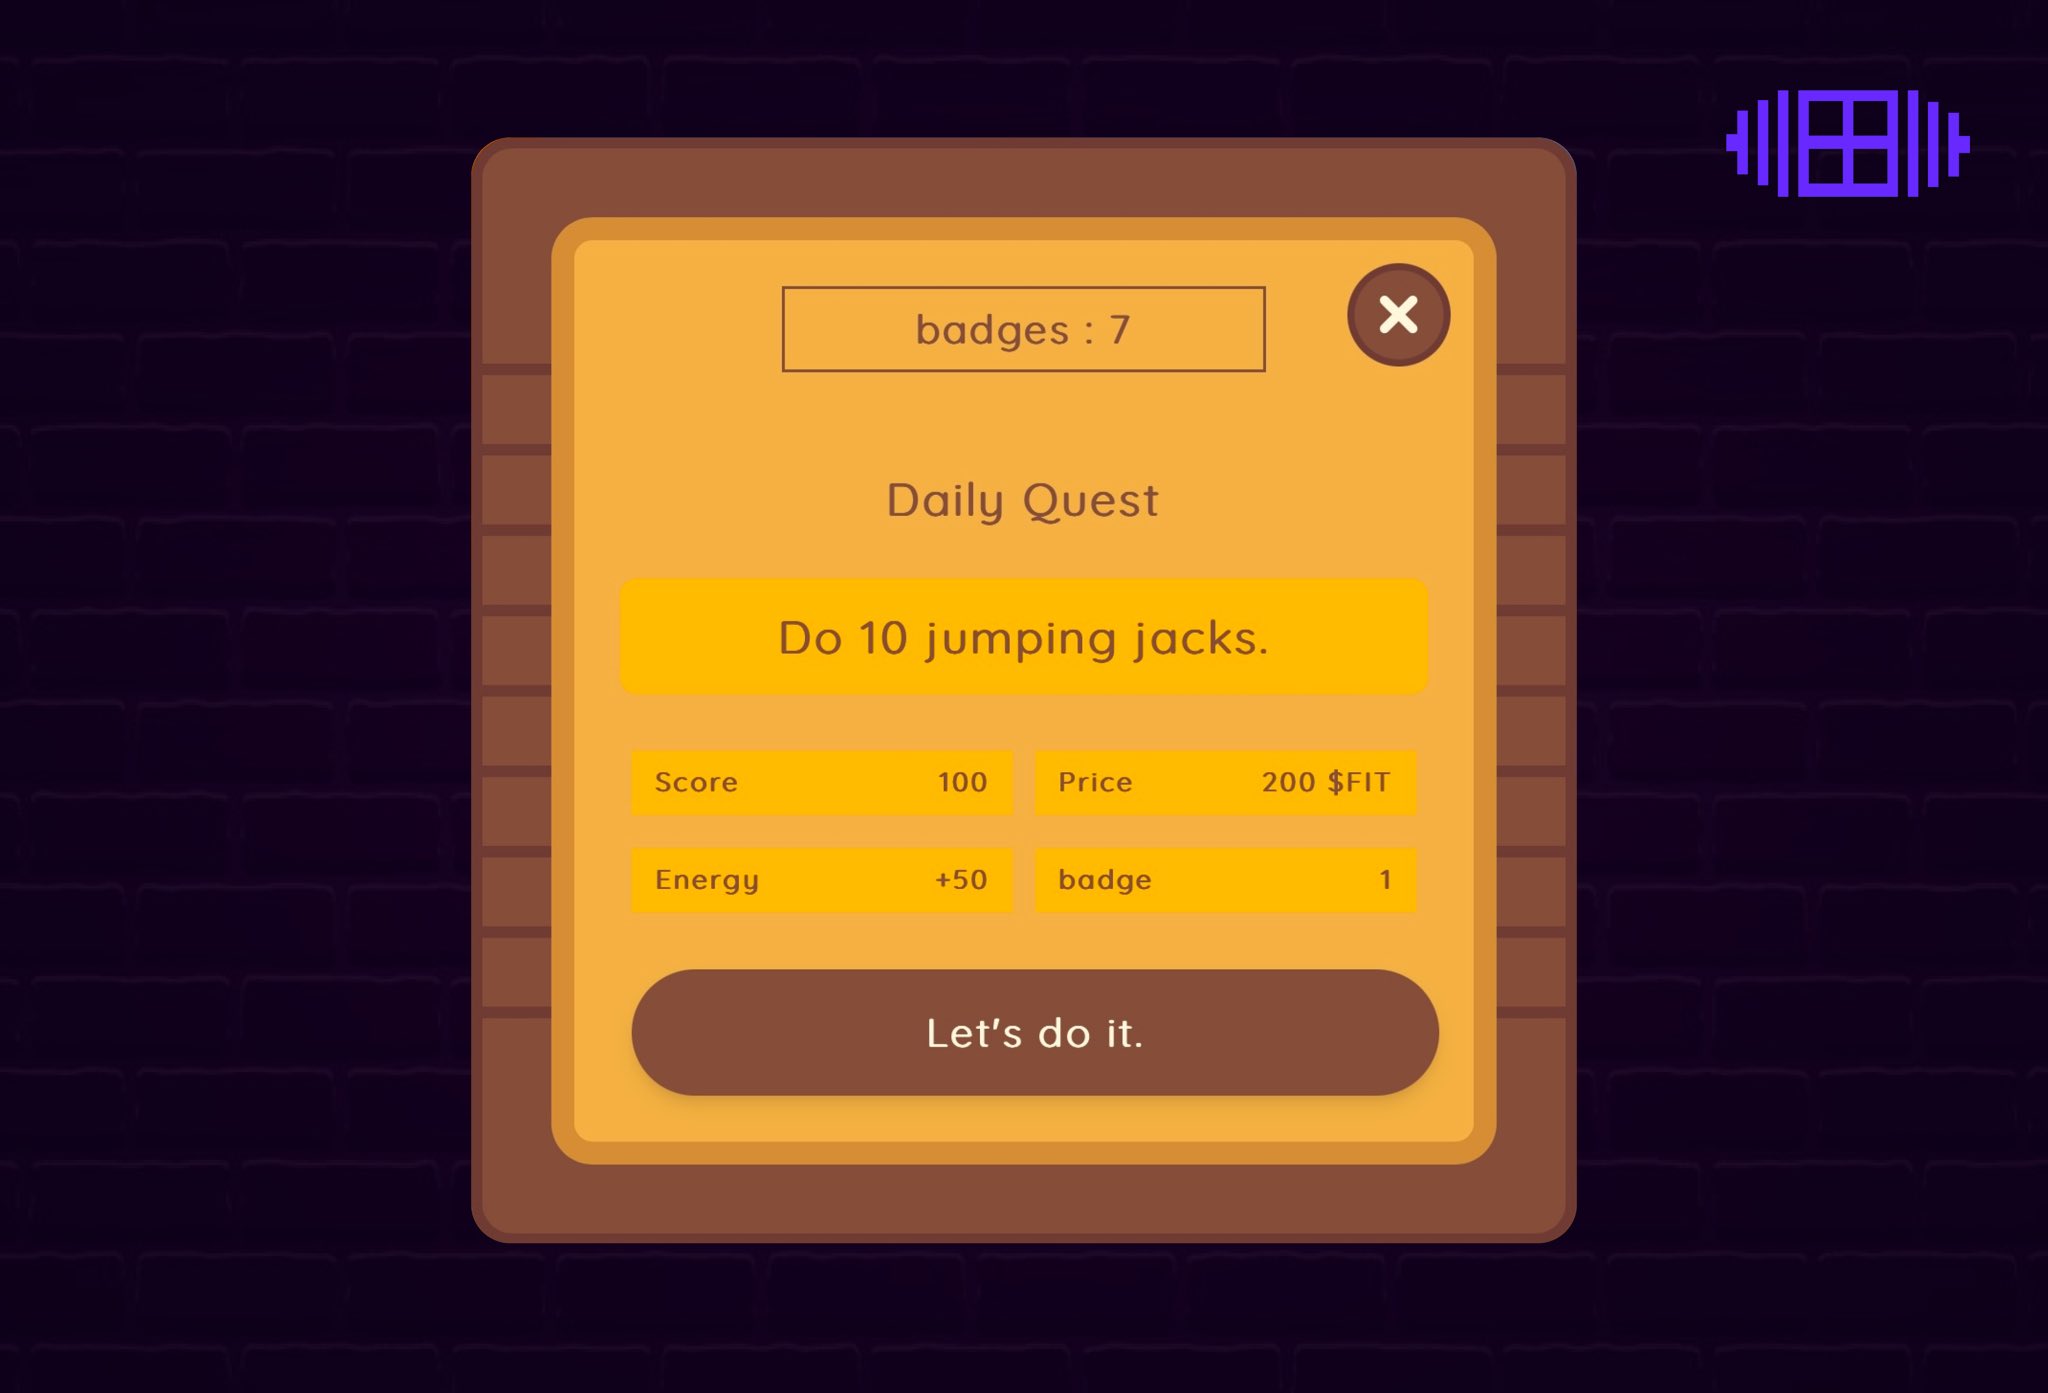 badges : 7
Daily Quest
Do 10 jumping jacks.
Score 100 Price 200 $FIT
Energy +50 badge 1
Let's do it.